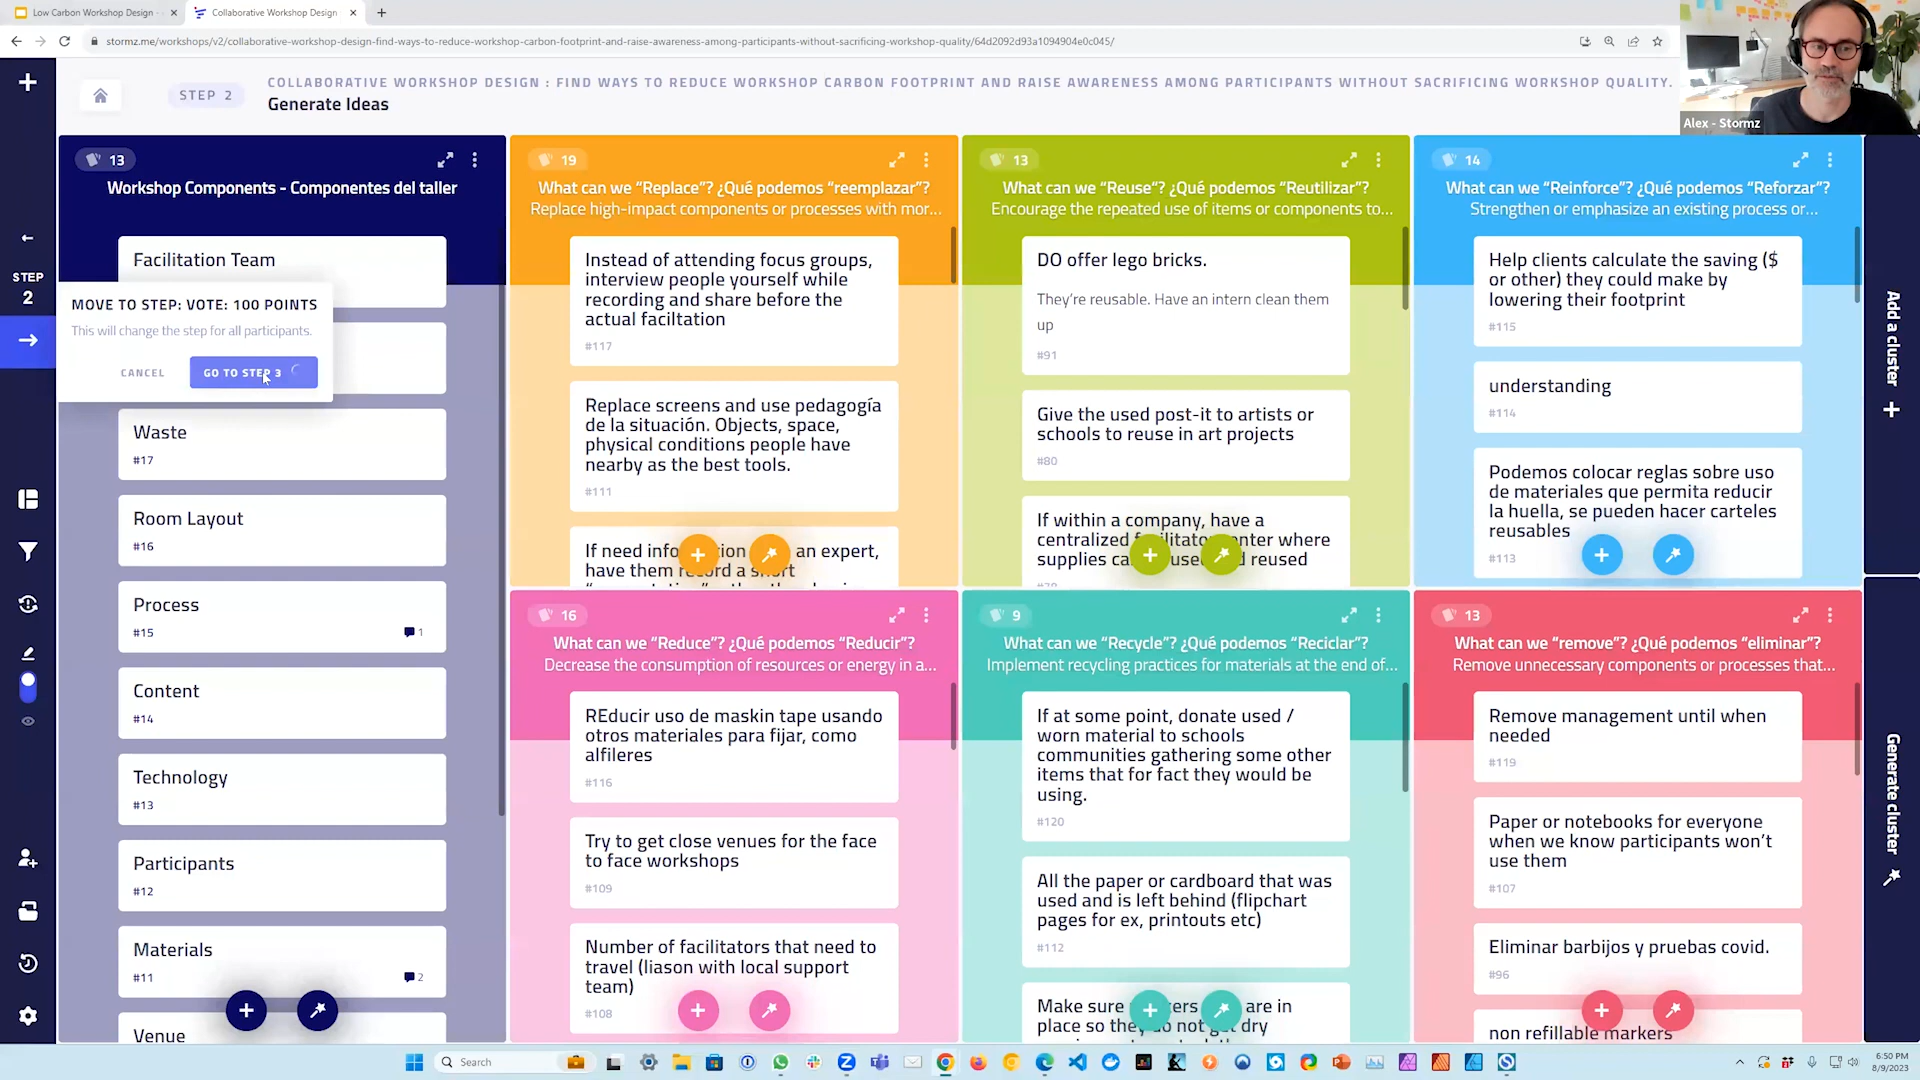 Low Carbon Workshop Design -
Collaborative Workshop Design
stormz.me/workshops/v2/collaborative-workshop-design-find-ways-to-reduce-workshop-carbon-footprint-and-raise-awareness-among-participants-without-sacrificing-workshop-quality/64d2092d93a1094904e0c045/
STEP 2
COLLABORATIVE WORKSHOP DESIGN : FIND WAYS TO REDUCE WORKSHOP CARBON FOOTPRINT AND RAISE AWARENESS AMONG PARTICIPANTS WITHOUT SACRIFICING WORKSHOP QUALITY.
Generate Ideas
Alex - Stormz
STEP
2
MOVE TO STEP: VOTE: 100 POINTS
This will change the step for all participants.
CANCEL
GO TO STEP 3
13
Workshop Components - Componentes del taller
Facilitation Team
Waste
#17
Room Layout
#16
Process
#15
1
Content
#14
Technology
#13
Participants
#12
Materials
#11
2
Venue
19
What can we “Replace”? ¿Qué podemos “reemplazar”?
Replace high-impact components or processes with mor...
Instead of attending focus groups,
interview people yourself while
recording and share before the
actual faciltation
#117
Replace screens and use pedagogía
de la situación. Objects, space,
physical conditions people have
nearby as the best tools.
#111
If need info an expert,
have them record a short
13
What can we “Reuse“? ¿Qué podemos “Reutilizar”?
Encourage the repeated use of items or components to...
DO offer lego bricks.
They’re reusable. Have an intern clean them
up
#91
Give the used post-it to artists or
schools to reuse in art projects
#80
If within a company, have a
centralized where
supplies reused
14
What can we “Reinforce”? ¿Qué podemos “Reforzar”?
Strengthen or emphasize an existing process or...
Help clients calculate the saving ($
or other) they could make by
lowering their footprint
#115
understanding
#114
Podemos colocar reglas sobre uso
de materiales que permita reducir
la huella, se pueden hacer carteles
reusables
#113
16
What can we “Reduce”? ¿Qué podemos “Reducir”?
Decrease the consumption of resources or energy in a...
REducir uso de maskin tape usando
otros materiales para fijar, como
alfileres
#116
Try to get close venues for the face
to face workshops
#109
Number of facilitators that need to
travel (liason with local support
team)
#108
9
What can we “Recycle”? ¿Qué podemos “Reciclar”?
Implement recycling practices for materials at the end of...
If at some point, donate used /
worn material to schools
communities gathering some other
items that for fact they would be
using.
#120
All the paper or cardboard that was
used and is left behind (flipchart
pages for ex, printouts etc)
#112
Make sure are in
place so they do not get dry
13
What can we “remove”? ¿Qué podemos “eliminar”?
Remove unnecessary components or processes that...
Remove management until when
needed
#119
Paper or notebooks for everyone
when we know participants won’t
use them
#107
Eliminar barbijos y pruebas covid.
#96
non refillable markers
Add a cluster
Generate cluster
Search
6:50 PM
8/9/2023